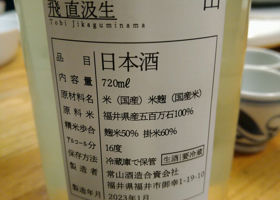 飛 直汲生
Tobi Jikaguminama
山
品目 日本酒
内容量 720ml
原材料名 米（国産）米麹（国産米）
原料米 福井県産五百万石100%
精米歩合 麹米50% 掛米60%
アルコール分 16度
保存方法 冷蔵庫で保管 生酒/要冷蔵
製造者 常山酒造合資会社
福井県福井市御幸1-19-10
製造年月 2023年1月